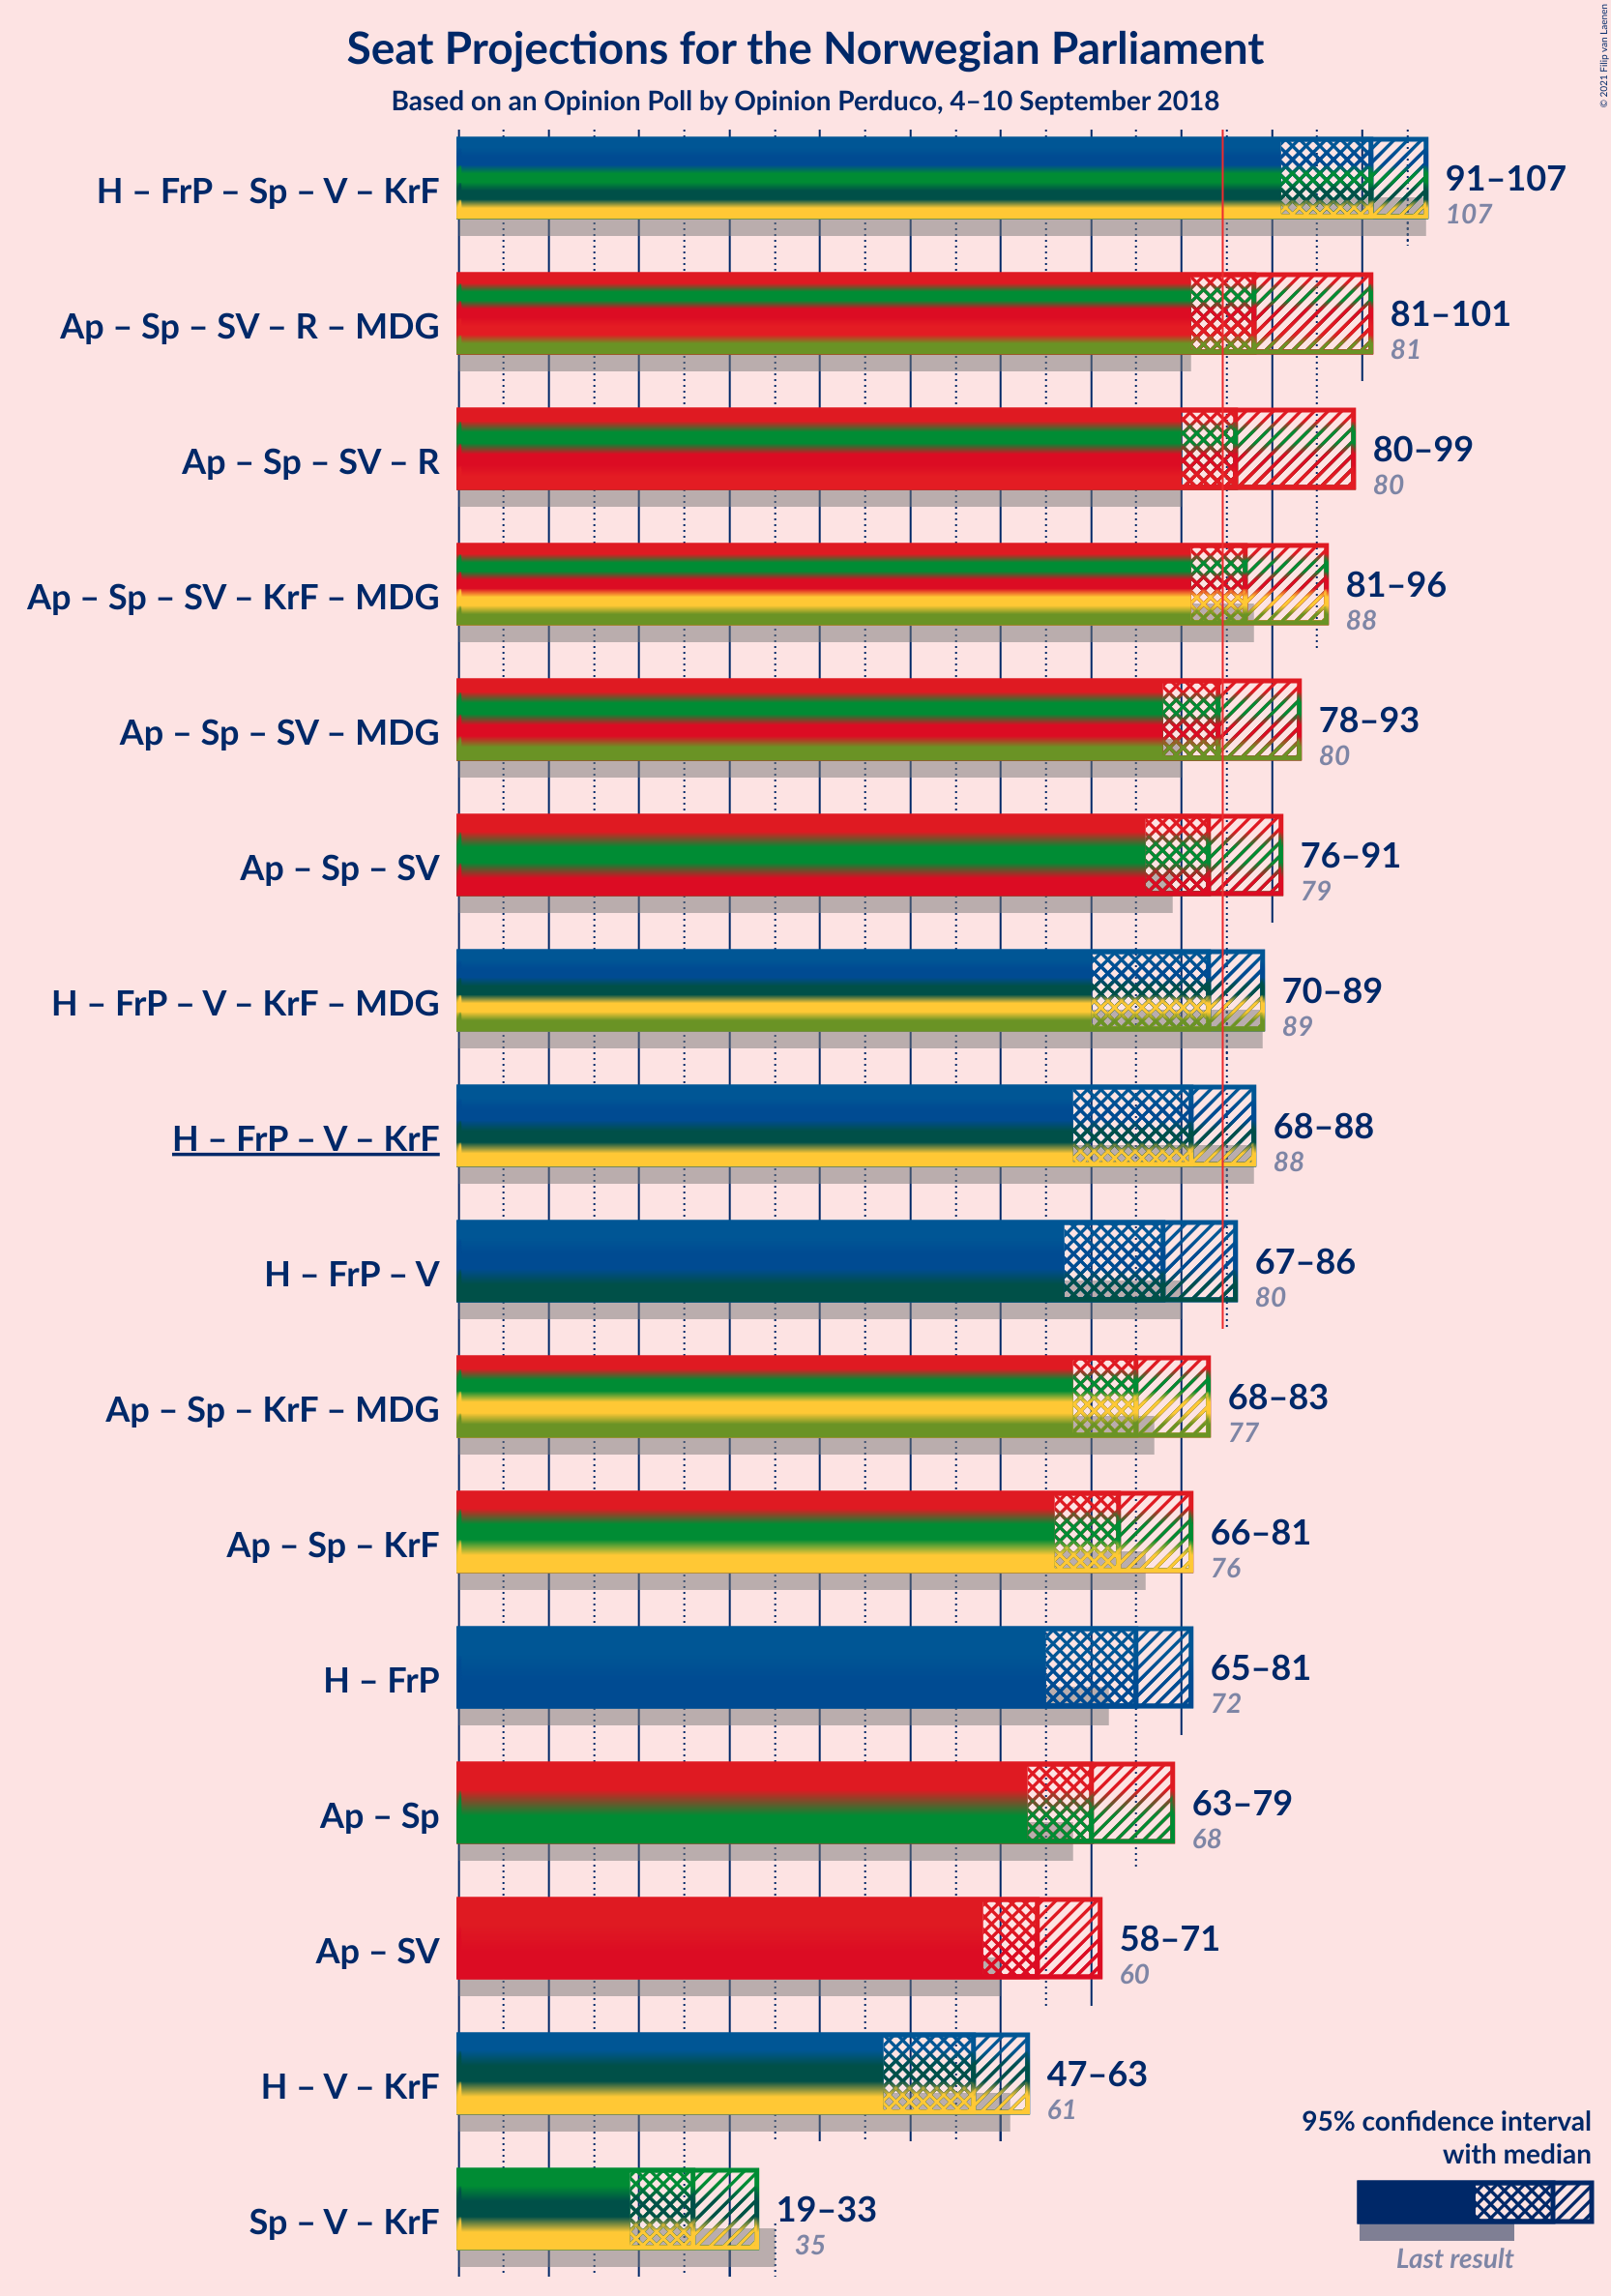 Seat Projections for the Norwegian Parliament
Based on an Opinion Poll by Opinion Perduco, 4–10 September 2018
© 2021 Filip van Laenen
H – FrP – Sp – V – KrF
91–107
107
Ap – Sp – SV – R – MDG
81–101
81
Ap – Sp – SV – R
80–99
80
Ap – Sp – SV – KrF – MDG
81–96
88
Ap – Sp – SV – MDG
78–93
80
Ap – Sp – SV
76–91
79
H – FrP – V – KrF – MDG
70–89
89
H – FrP – V – KrF
68–88
88
H – FrP – V
67–86
80
Ap – Sp – KrF – MDG
68–83
77
Ap – Sp – KrF
66–81
76
H – FrP
65–81
72
Ap – Sp
63–79
68
Ap – SV
58–71
60
H – V – KrF
47–63
61
Sp – V – KrF
19–33
35
95% confidence interval
with median
Last result